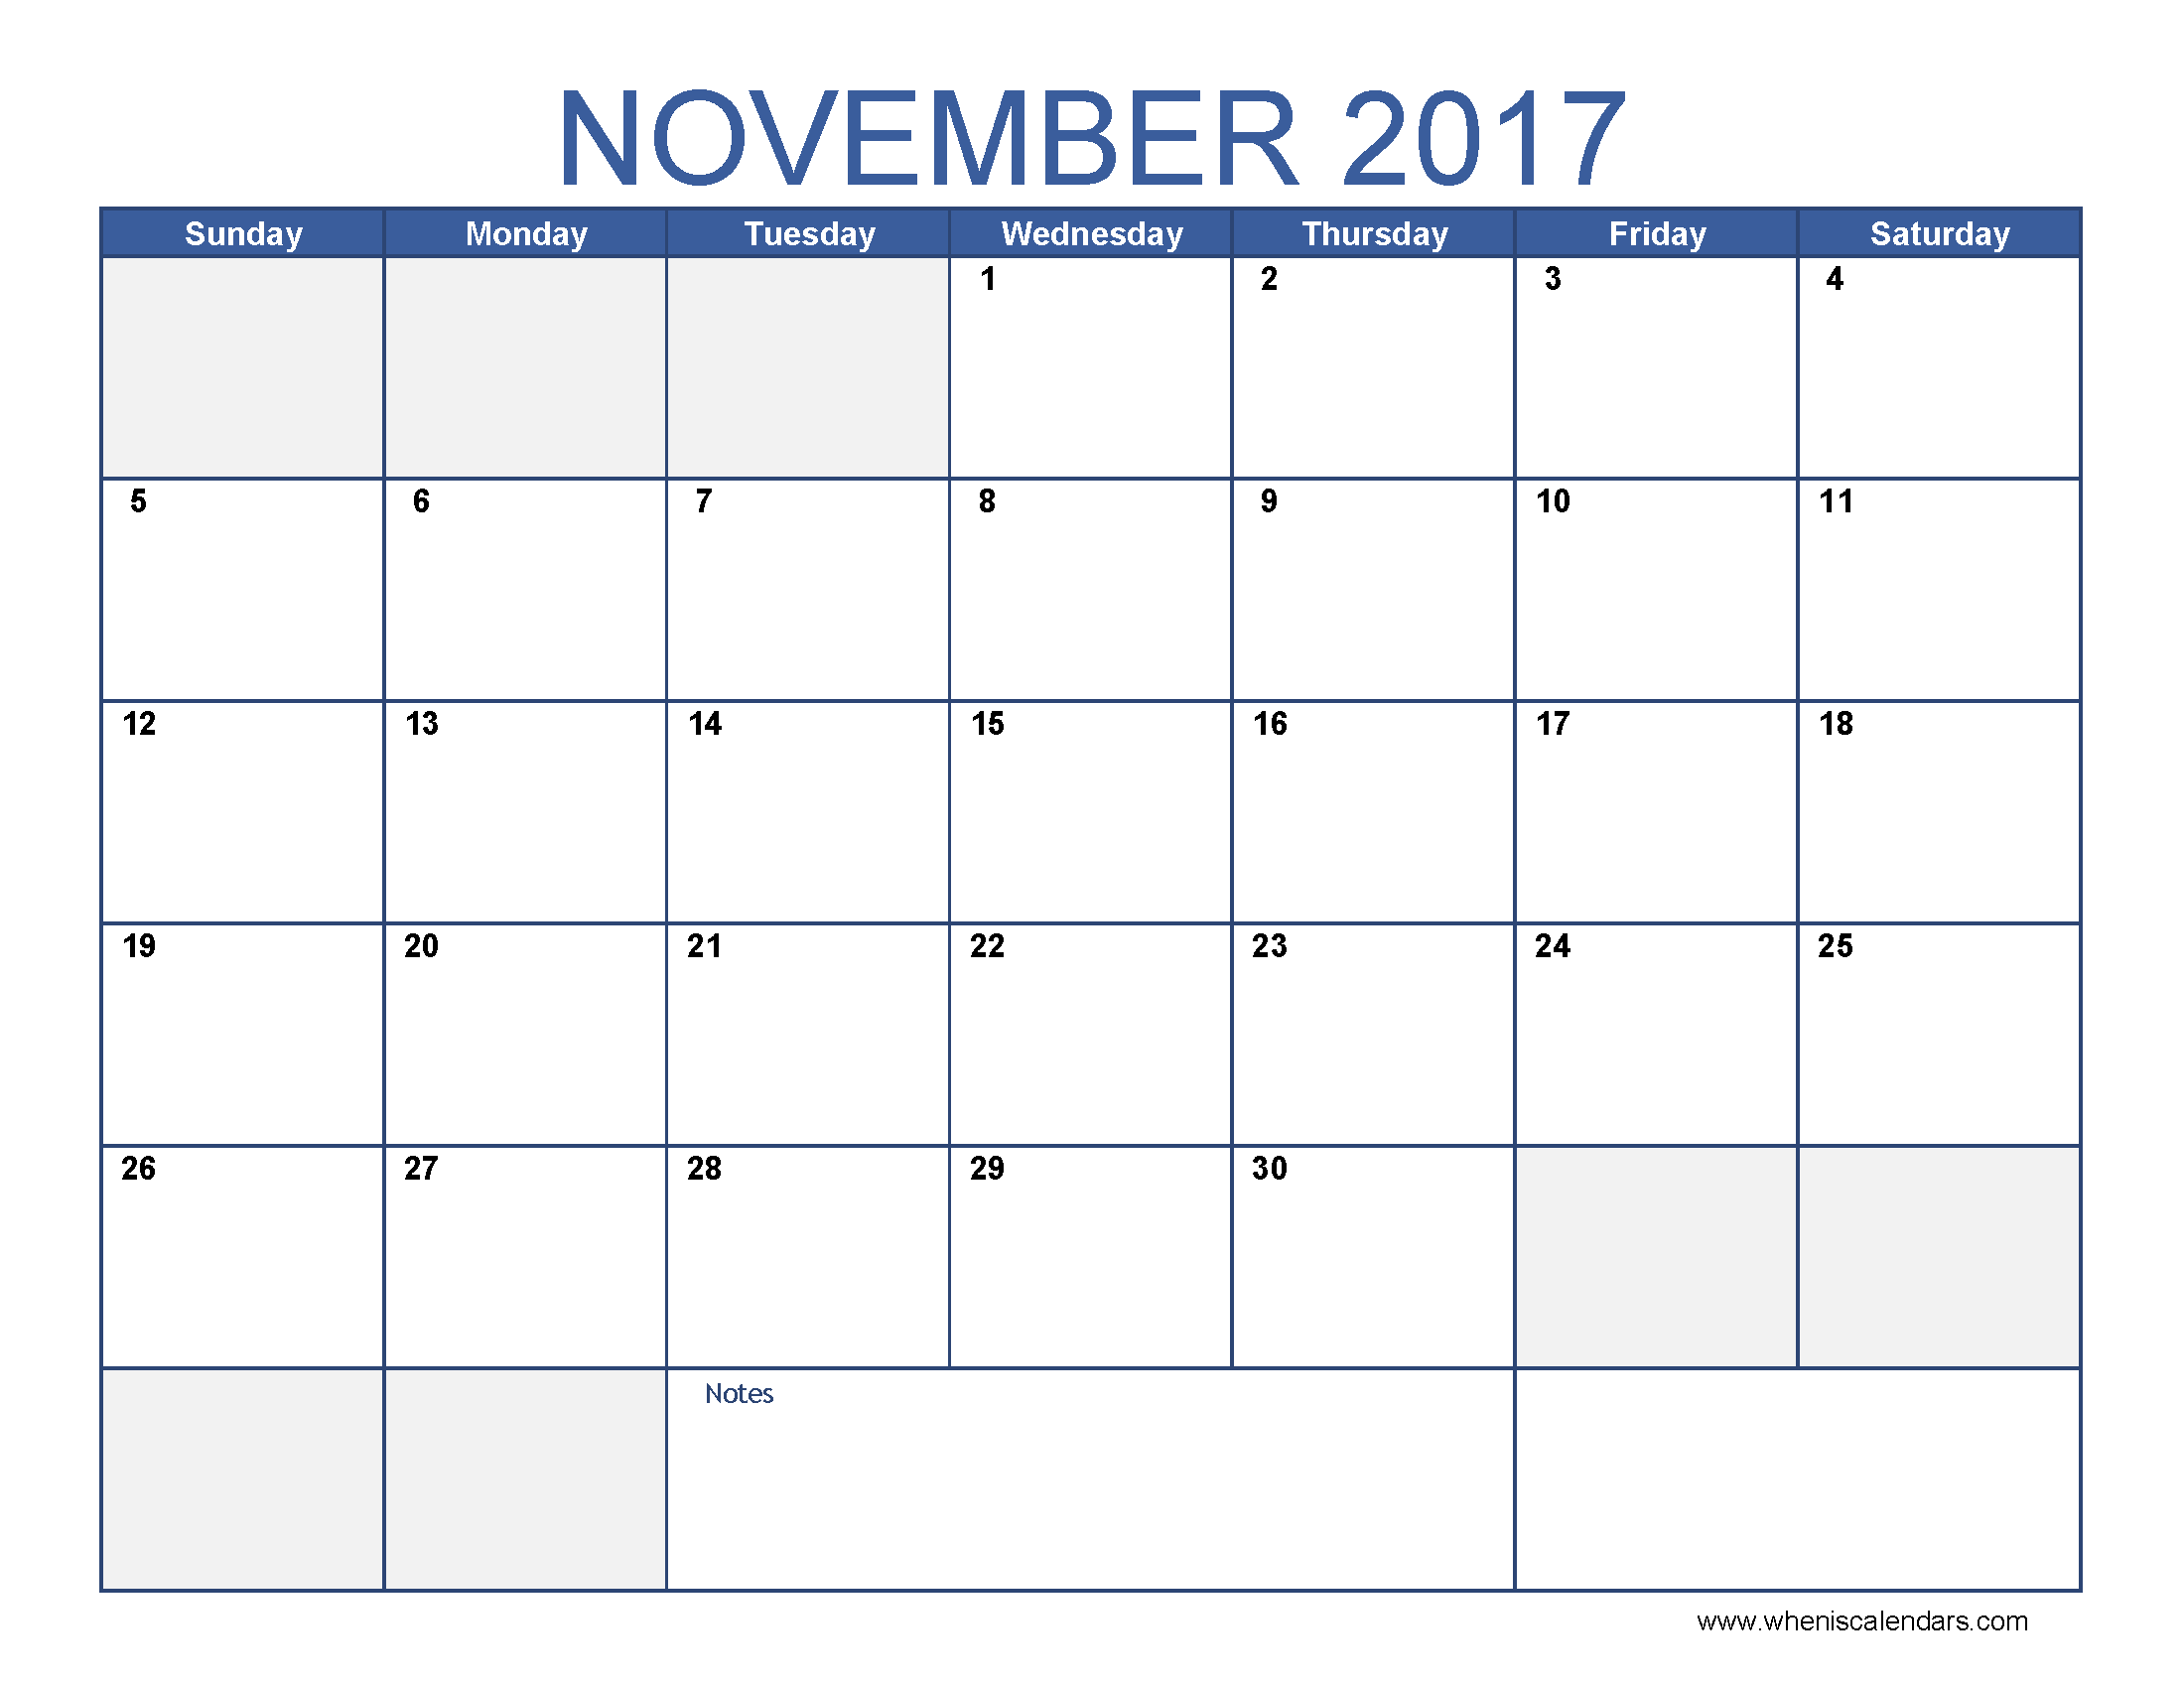 NOVEMBER 2017
Sunday Monday Tuesday Wednesday Thursday Friday Saturday
1 2 3 4
5 6 7 8 9 10 11
12 13 14 15 16 17 18
19 20 21 22 23 24 25
26 27 28 29 30
Notes
www.wheniscalendars.com